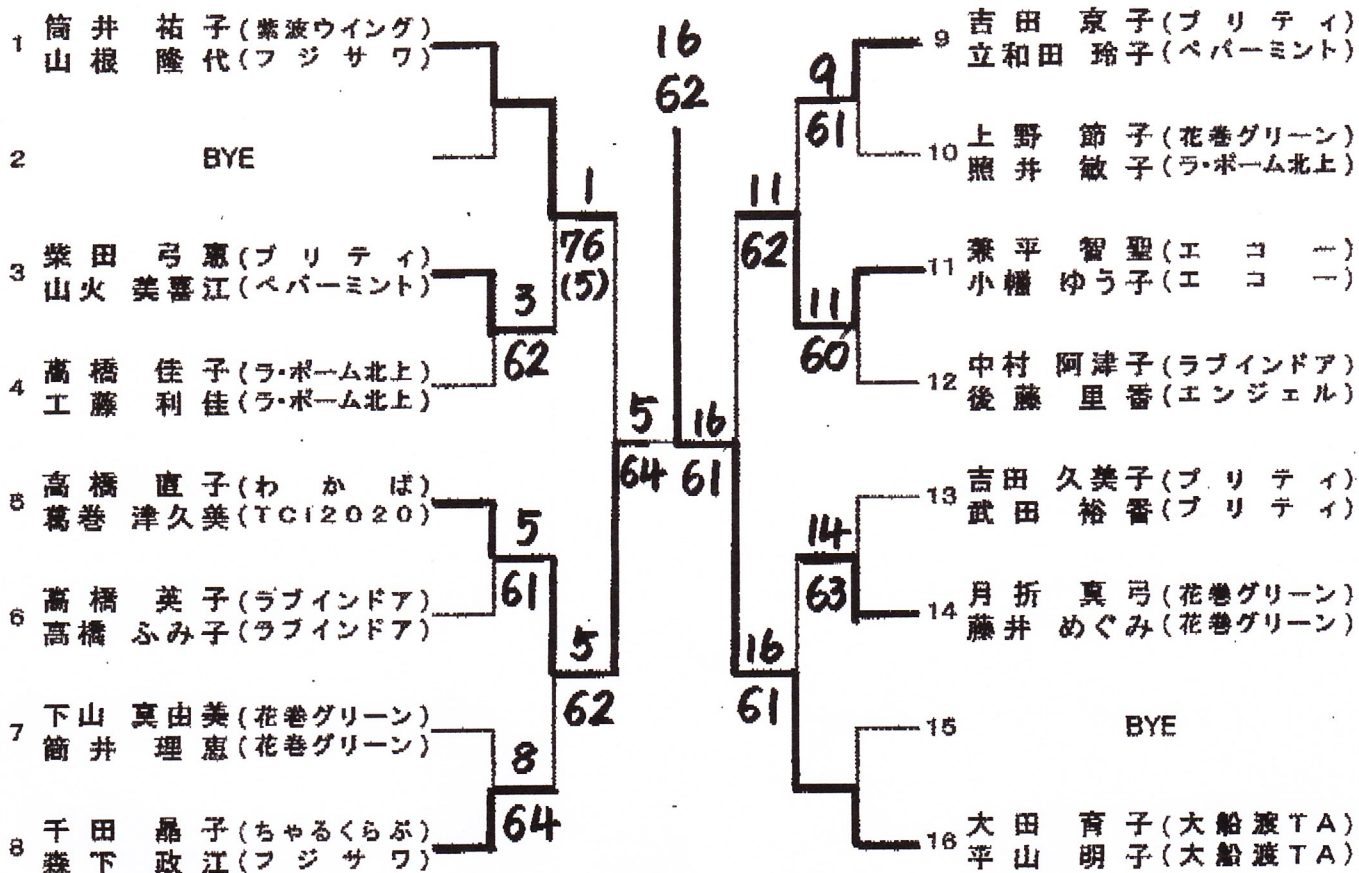 1
筒井 祐子(紫波ウイング)
山根 隆代(フジサワ)
2
BYE
3
柴田 弓恵(プリティ)
山火 美喜江(ペパーミント)
4
高橋 佳子(ラ・ポーム北上)
工藤 利佳(ラ・ポーム北上)
5
高橋 直子(わかば)
葛巻 津久美(TCI2020)
6
高橋 英子(ラブインドア)
高橋 ふみ子(ラブインドア)
7
下山 真由美(花巻グリーン)
筒井 理恵(花巻グリーン)
8
千田 晶子(ちゃるくらぶ)
森下 政江(フジサワ)
3
62
5
61
8
64
1
76
(5)
5
62
5
64
16
62
16
61
11
62
16
61
9
61
11
60
14
63
9
吉田 京子(プリティ)
立和田 玲子(ペパーミント)
10
上野 節子(花巻グリーン)
照井 敏子(ラ・ポーム北上)
11
兼平 智聖(エコー)
小幡 ゆう子(エコー)
12
中村 阿津子(ラブインドア)
後藤 里香(エンジェル)
13
吉田 久美子(プリティ)
武田 裕香(プリティ)
14
月折 真弓(花巻グリーン)
藤井 めぐみ(花巻グリーン)
15
BYE
16
大田 育子(大船渡TA)
平山 明子(大船渡TA)